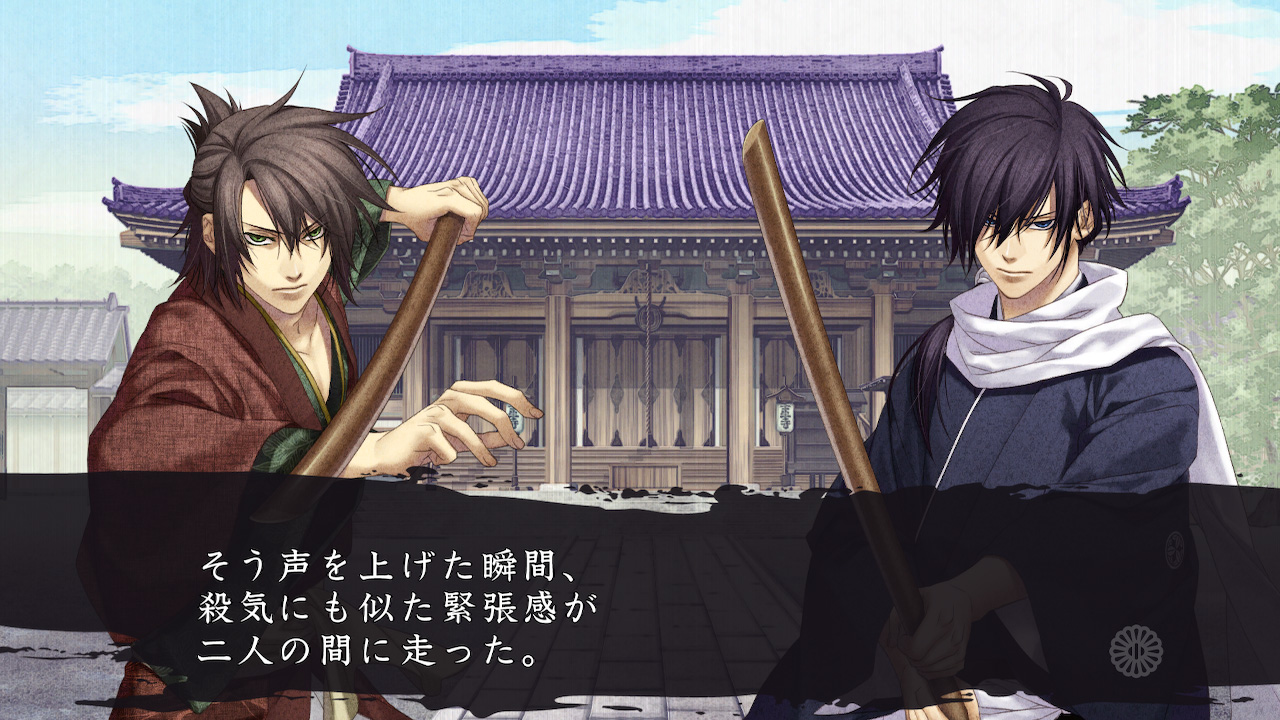 そう声を上げた瞬間、
殺気にも似た緊張感が
二人の間に走った。